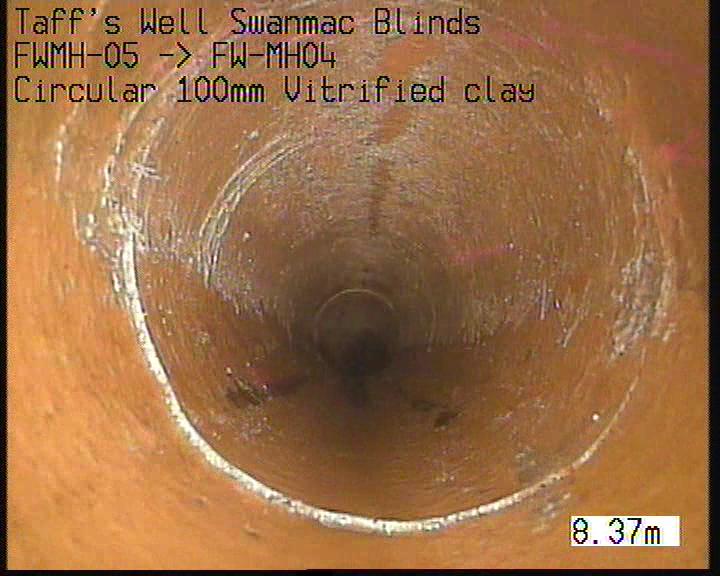 Taff's Well Swanmac Blinds
FWMH-05 -> FW-MH04
Circular 100mm Vitrified clay
8.37m